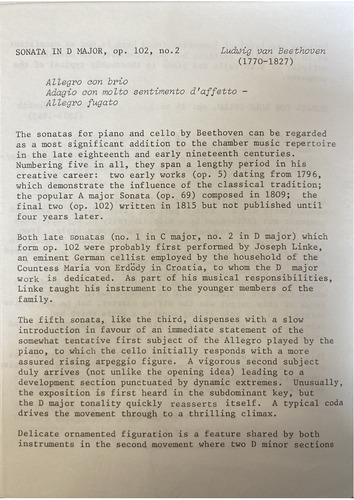 SONATA IN D MAJOR, op. 102, no.2 Ludwig van Beethoven
(1770-1827)
Allegro con brio
Adagio con molto sentimento d'affetto -
Allegro fugato
The sonatas for piano and cello by Beethoven can be regarded
as a most significant addition to the chamber music repertoire
in the late eighteenth and early nineteenth centuries.
Numbering five in all, they span a lengthy period in his
creative career: two early works (op. 5) dating from 1796,
which demonstrate the influence of the classical tradition;
the popular A major Sonata (op. 69) composed in 1809; the
final two (op. 102) written in 1815 but not published until
four years later.
Both late sonatas (no. 1 in C major, no. 2 in D major) which
form op. 102 were probably first performed by Joseph Linke,
an eminent German cellist employed by the household of the
Countess Maria von Erdödy in Croatia, to whom the D major
work is dedicated. As part of his musical responsibilities,
Linke taught his instrument to the younger members of the
family.
The fifth sonata, like the third, dispenses with a slow
introduction in favour of an immediate statement of the
somewhat tentative first subject of the Allegro played by the
piano, to which the cello initially responds with a more
assured rising arpeggio figure. A vigorous second subject
duly arrives (not unlike the opening idea) leading to a
development section punctuated by dynamic extremes. Unusually,
the exposition is first heard in the subdominant key, but
the D major tonality quickly reasserts itself. A typical coda
drives the movement through to a thrilling climax.
Delicate ornamented figuration is a feature shared by both
instruments in the second movement where two D minor sections